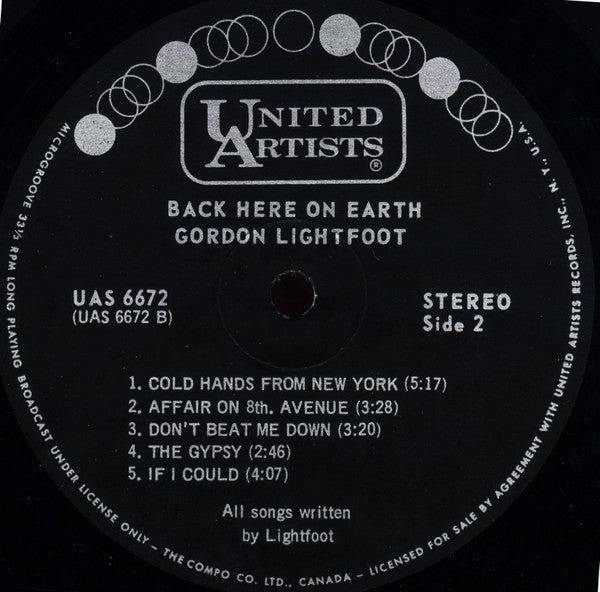 UNITED
ARTISTS
®
BACK HERE ON EARTH
GORDON LIGHTFOOT
UAS 6672
(UAS 6672 B)
STEREO
Side 2
1. COLD HANDS FROM NEW YORK (5:17)
2. AFFAIR ON 8th. AVENUE (3:28)
3. DON'T BEAT ME DOWN (3:20)
4. THE GYPSY (2:46)
5. IF I COULD (4:07)
All songs written
by Lightfoot
MICROGROOVE 33⅓ RPM LONG PLAYING BROADCAST UNDER LICENSE ONLY – THE COMPO CO. LTD., CANADA – LICENSED FOR SALE BY AGREEMENT WITH UNITED ARTISTS RECORDS, INC., N. Y., U.S.A.